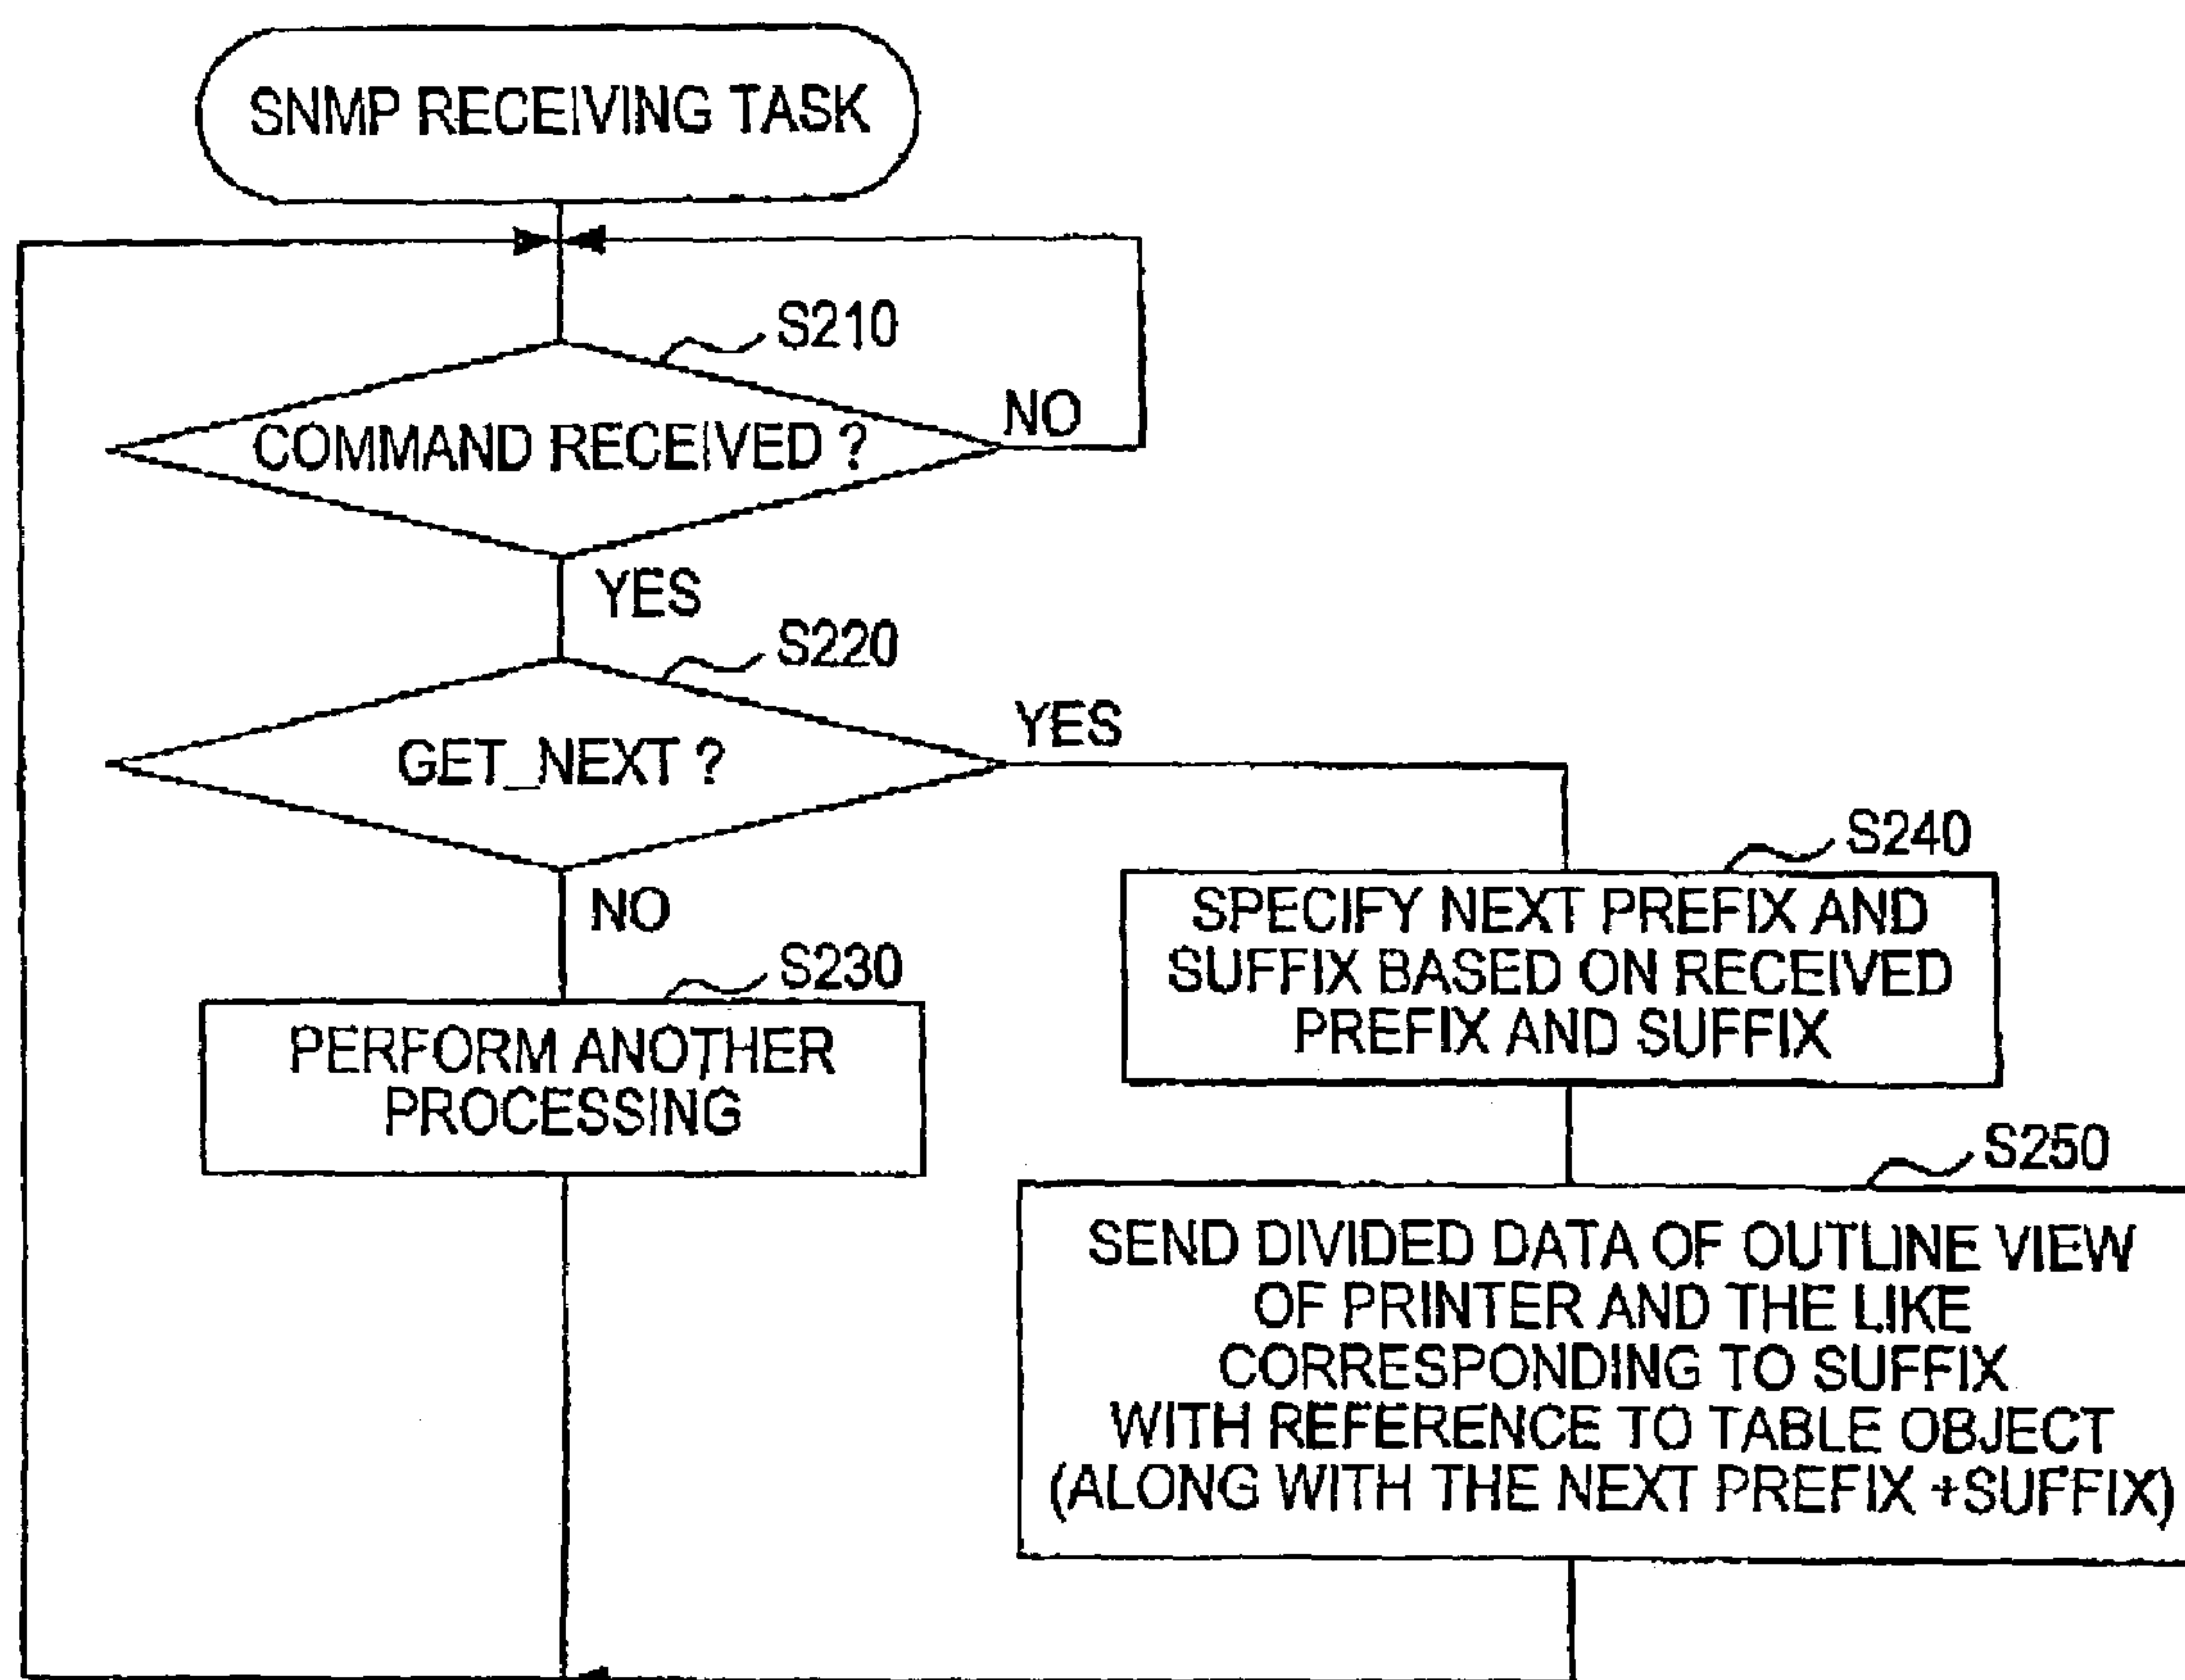 SNMP RECEIVING TASK
S210
COMMAND RECEIVED ?
NO
YES
S220
GET_NEXT ?
YES
NO
S230
PERFORM ANOTHER
PROCESSING
S240
SPECIFY NEXT PREFIX AND
SUFFIX BASED ON RECEIVED
PREFIX AND SUFFIX
S250
SEND DIVIDED DATA OF OUTLINE VIEW
OF PRINTER AND THE LIKE
CORRESPONDING TO SUFFIX
WITH REFERENCE TO TABLE OBJECT
(ALONG WITH THE NEXT PREFIX +SUFFIX)